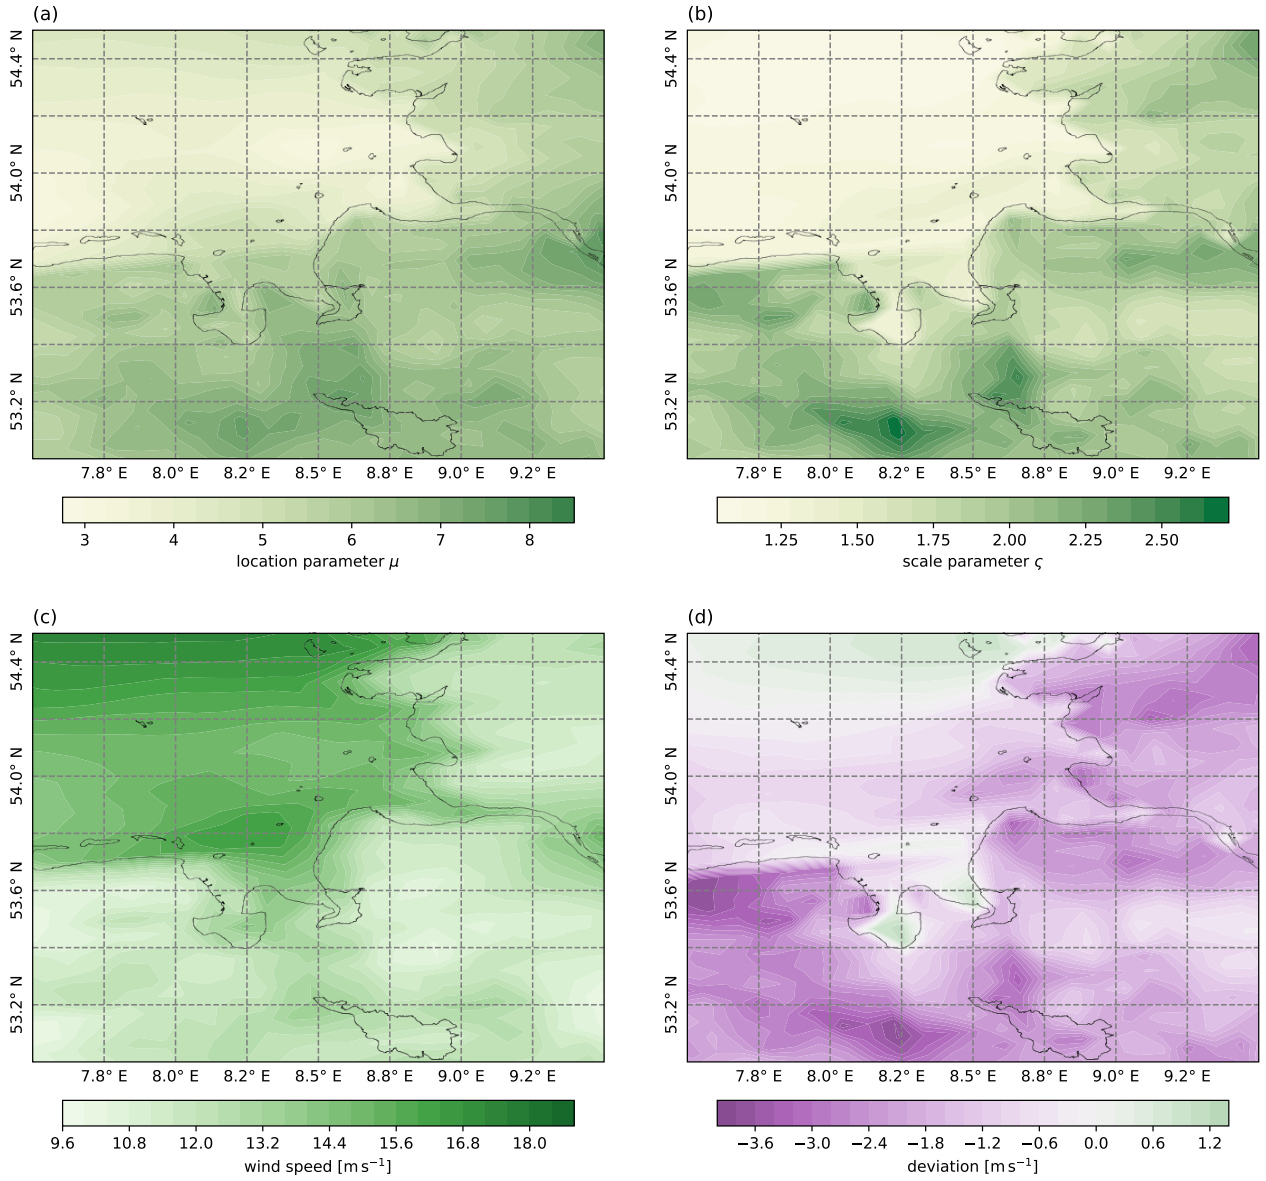 (a)
(b)
54.4° N
54.0° N
53.6° N
53.2° N
54.4° N
54.0° N
53.6° N
53.2° N
7.8° E 8.0° E 8.2° E 8.5° E 8.8° E 9.0° E 9.2° E
7.8° E 8.0° E 8.2° E 8.5° E 8.8° E 9.0° E 9.2° E
3 4 5 6 7 8
location parameter μ
1.25 1.50 1.75 2.00 2.25 2.50
scale parameter ς
(c)
(d)
54.4° N
54.0° N
53.6° N
53.2° N
54.4° N
54.0° N
53.6° N
53.2° N
7.8° E 8.0° E 8.2° E 8.5° E 8.8° E 9.0° E 9.2° E
7.8° E 8.0° E 8.2° E 8.5° E 8.8° E 9.0° E 9.2° E
9.6 10.8 12.0 13.2 14.4 15.6 16.8 18.0
wind speed [m s⁻¹]
−3.6 −3.0 −2.4 −1.8 −1.2 −0.6 0.0 0.6 1.2
deviation [m s⁻¹]